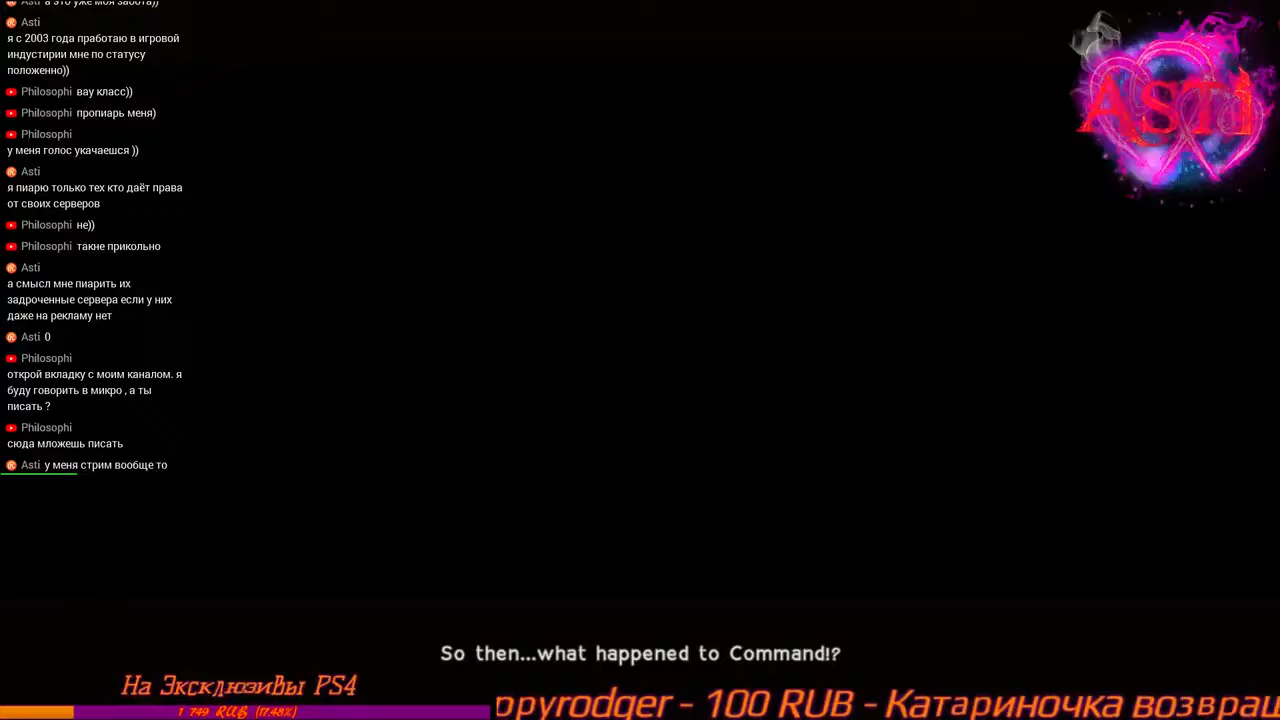 Asti а это уже моя забота))
Asti
я с 2003 года пработаю в игровой
индустирии мне по статусу
положенно))
Philosophi вау класс))
Philosophi пропиарь меня)
Philosophi
у меня голос укачаешся ))
Asti
я пиарю только тех кто даёт права
от своих серверов
Philosophi не))
Philosophi такне прикольно
Asti
а смысл мне пиарить их
задроченные сервера если у них
даже на рекламу нет
Asti 0
Philosophi
открой вкладку с моим каналом. я
буду говорить в микро , а ты
писать ?
Philosophi
сюда мложешь писать
Asti у меня стрим вообще то
Asti
So then...what happened to Command!?
На Эксклюзивы PS4
1 749 RUB (17.48%)
ppyrodger - 100 RUB - Катариночка возвращ